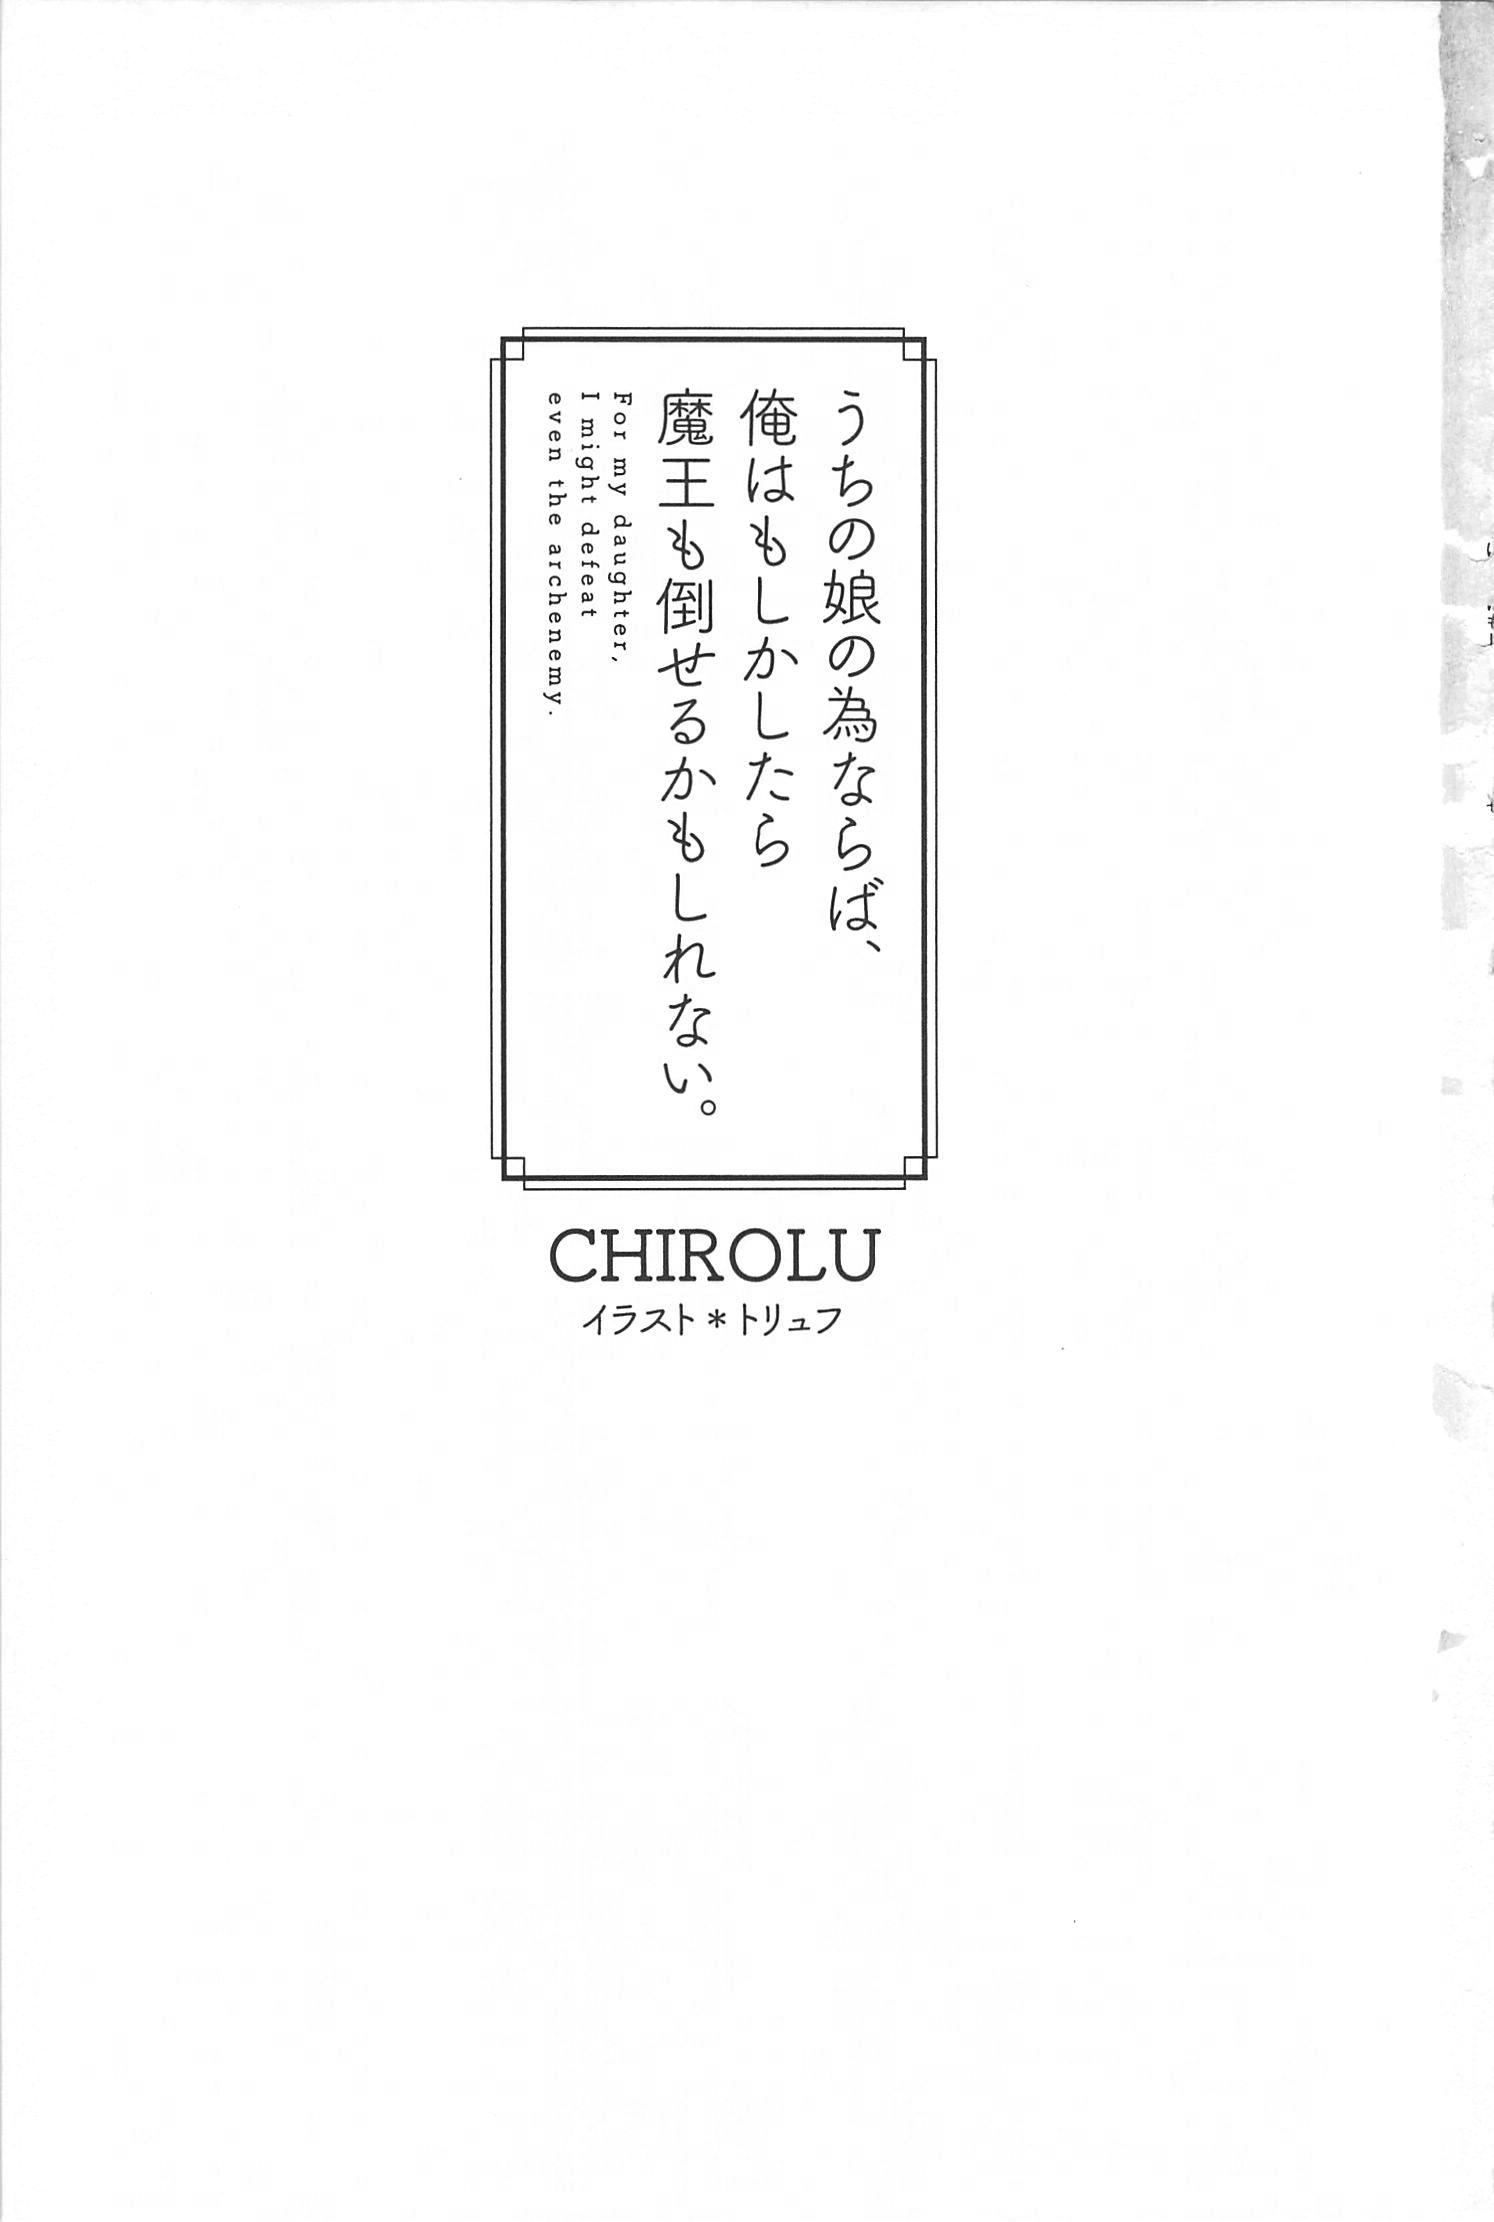 うちの娘の為ならば、
俺はもしかしたら
魔王も倒せるかもしれない。
For my daughter,
I might defeat
even the archenemy.
CHIROLU
イラスト＊トリュフ